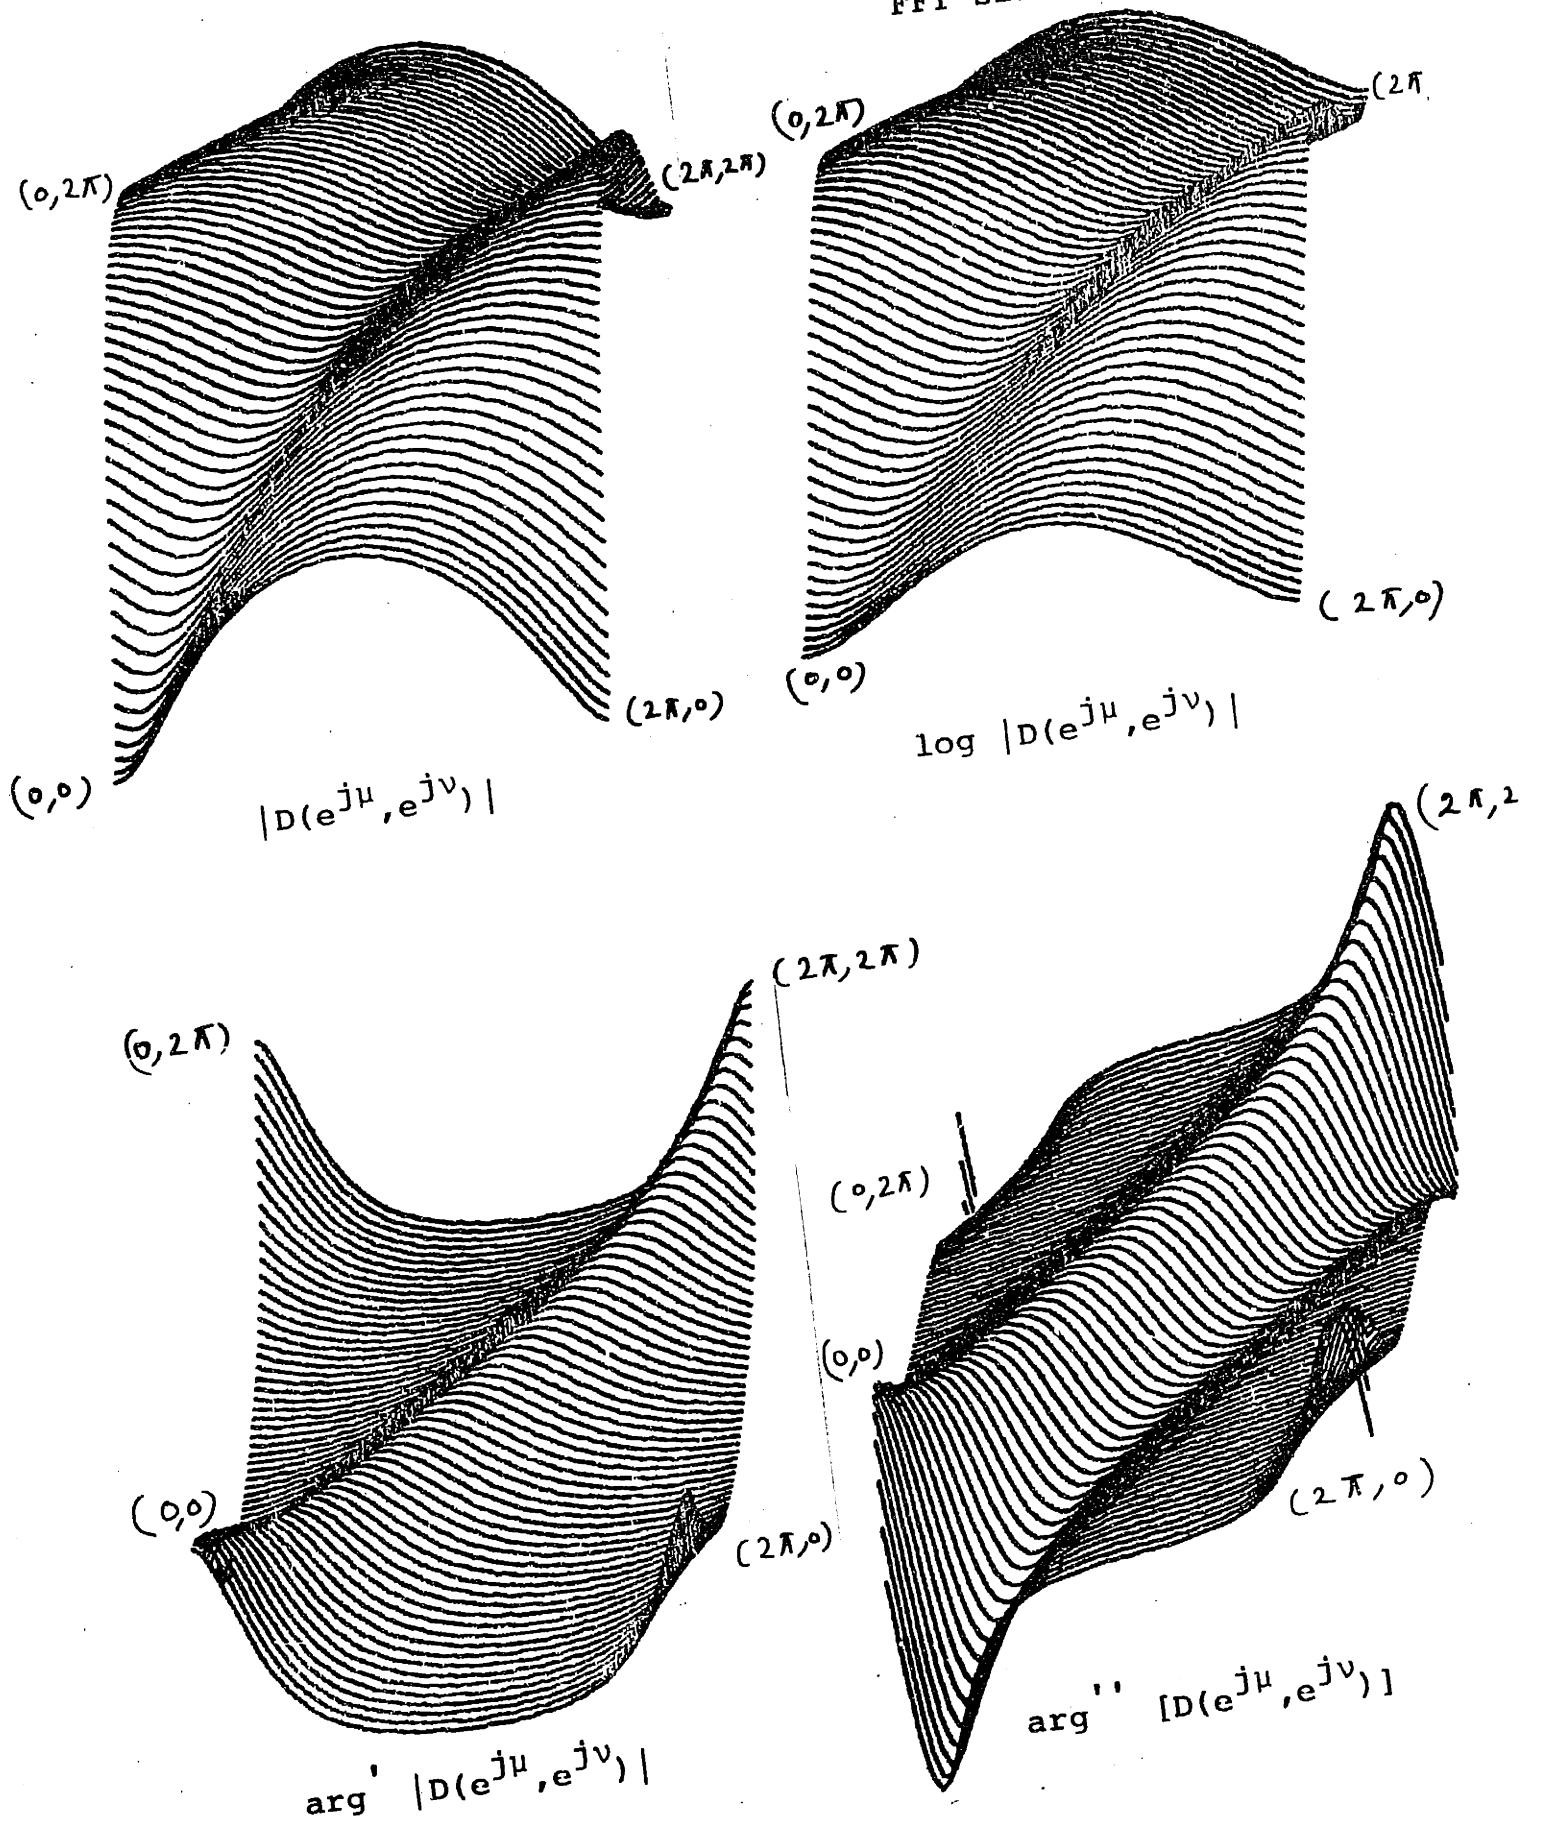 (0,2π)
(2π,2π)
(0,0)
(2π,0)
|D(e^{jμ},e^{jν})|
(0,2π)
(2π
(0,0)
(2π,0)
log |D(e^{jμ},e^{jν})|
(0,2π)
(2π,2π)
(0,0)
(2π,0)
arg' |D(e^{jμ},e^{jν})|
(2π,2
(0,2π)
(0,0)
(2π,0)
arg'' [D(e^{jμ},e^{jν})]